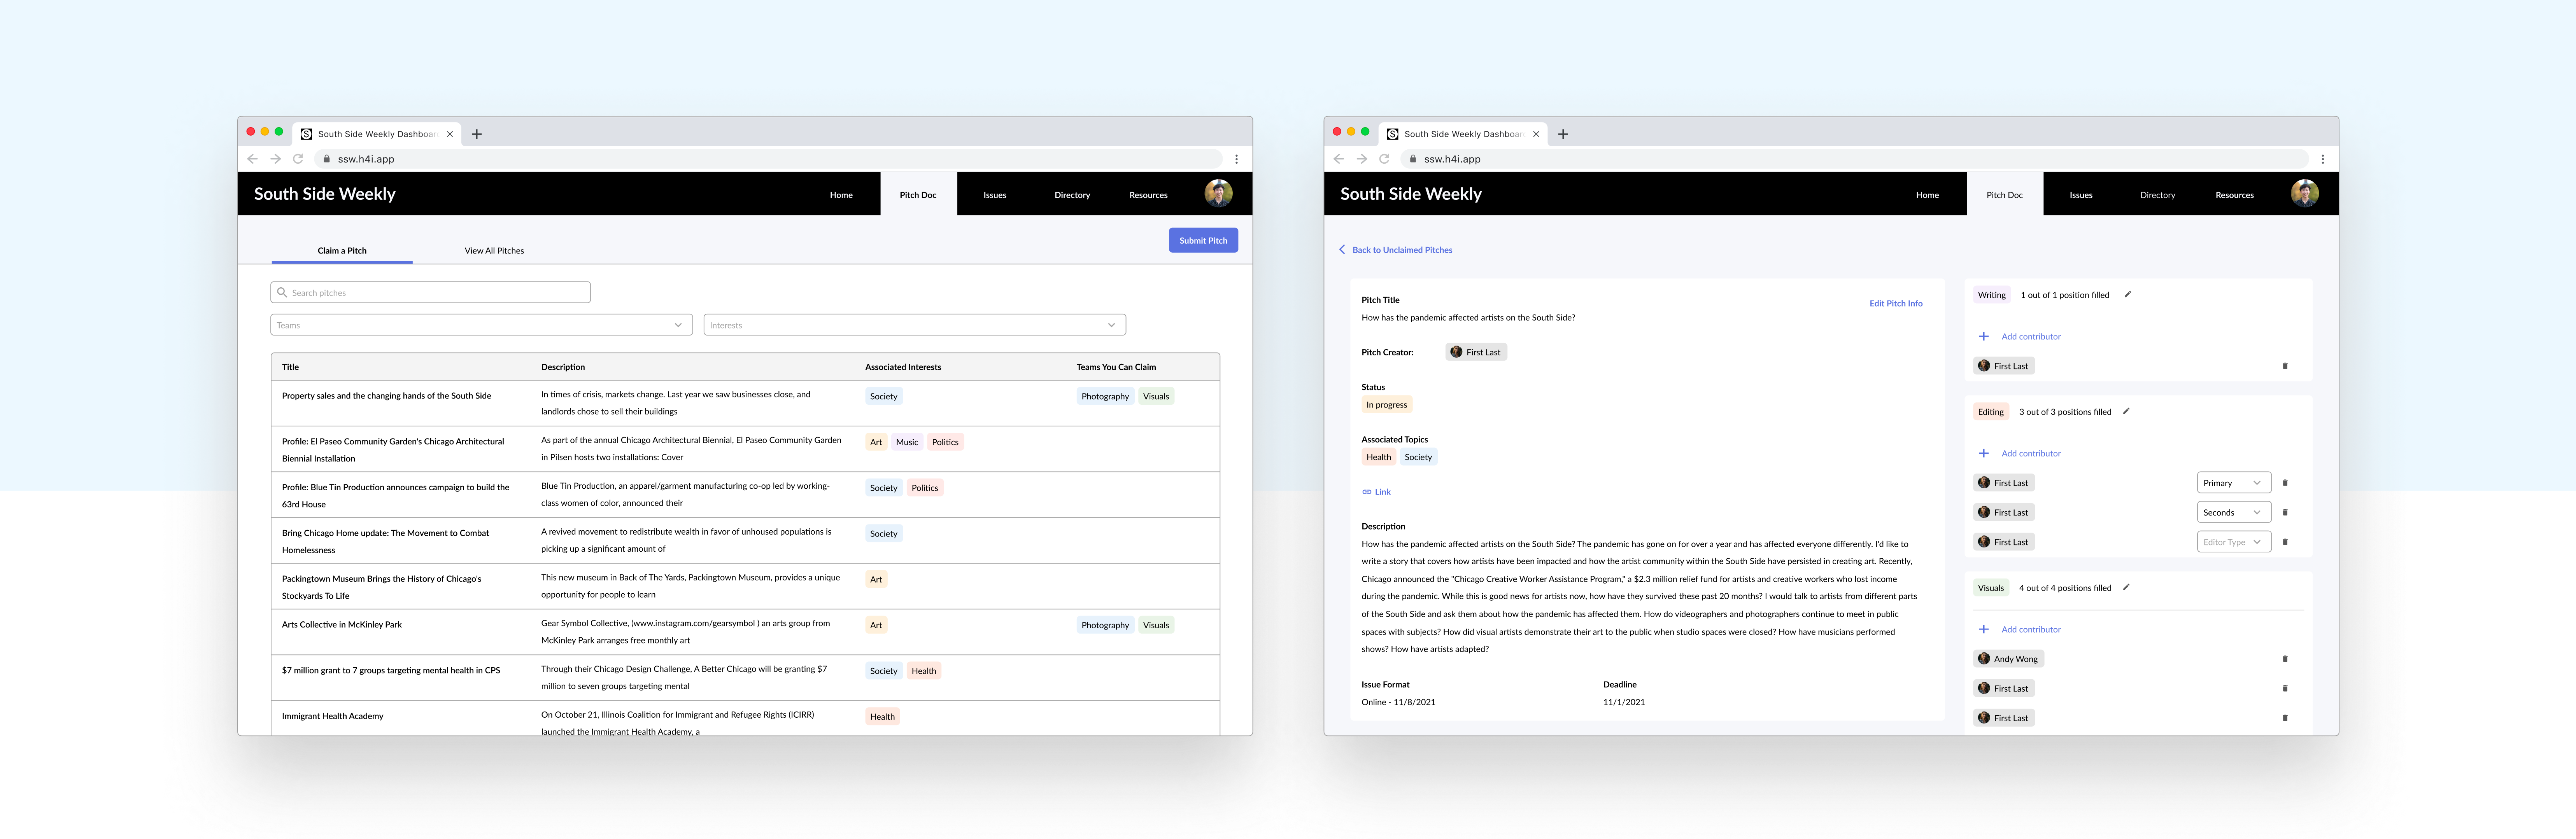 South Side Weekly Dashboar
ssw.h4i.app
South Side Weekly
Home
Pitch Doc
Issues
Directory
Resources
Claim a Pitch
View All Pitches
Submit Pitch
Search pitches
Teams
Interests
Title
Description
Associated Interests
Teams You Can Claim
Property sales and the changing hands of the South Side
In times of crisis, markets change. Last year we saw businesses close, and
landlords chose to sell their buildings
Society
Photography
Visuals
Profile: El Paseo Community Garden's Chicago Architectural
Biennial Installation
As part of the annual Chicago Architectural Biennial, El Paseo Community Garden
in Pilsen hosts two installations: Cover
Art
Music
Politics
Profile: Blue Tin Production announces campaign to build the
63rd House
Blue Tin Production, an apparel/garment manufacturing co-op led by working-
class women of color, announced their
Society
Politics
Bring Chicago Home update: The Movement to Combat
Homelessness
A revived movement to redistribute wealth in favor of unhoused populations is
picking up a significant amount of
Society
Packingtown Museum Brings the History of Chicago's
Stockyards To Life
This new museum in Back of The Yards, Packingtown Museum, provides a unique
opportunity for people to learn
Art
Arts Collective in McKinley Park
Gear Symbol Collective, (www.instagram.com/gearsymbol ) an arts group from
McKinley Park arranges free monthly art
Art
Photography
Visuals
$7 million grant to 7 groups targeting mental health in CPS
Through their Chicago Design Challenge, A Better Chicago will be granting $7
million to seven groups targeting mental
Society
Health
Immigrant Health Academy
On October 21, Illinois Coalition for Immigrant and Refugee Rights (ICIRR)
launched the Immigrant Health Academy, a
Health
South Side Weekly Dashboar
ssw.h4i.app
South Side Weekly
Home
Pitch Doc
Issues
Directory
Resources
Back to Unclaimed Pitches
Pitch Title
Edit Pitch Info
How has the pandemic affected artists on the South Side?
Pitch Creator:
First Last
Status
In progress
Associated Topics
Health
Society
Link
Description
How has the pandemic affected artists on the South Side? The pandemic has gone on for over a year and has affected everyone differently. I'd like to
write a story that covers how artists have been impacted and how the artist community within the South Side have persisted in creating art. Recently,
Chicago announced the "Chicago Creative Worker Assistance Program," a $2.3 million relief fund for artists and creative workers who lost income
during the pandemic. While this is good news for artists now, how have they survived these past 20 months? I would talk to artists from different parts
of the South Side and ask them about how the pandemic has affected them. How do videographers and photographers continue to meet in public
spaces with subjects? How did visual artists demonstrate their art to the public when studio spaces were closed? How have musicians performed
shows? How have artists adapted?
Issue Format
Deadline
Online - 11/8/2021
11/1/2021
Writing
1 out of 1 position filled
Add contributor
First Last
Editing
3 out of 3 positions filled
Add contributor
First Last
Primary
First Last
Seconds
First Last
Editor Type
Visuals
4 out of 4 positions filled
Add contributor
Andy Wong
First Last
First Last